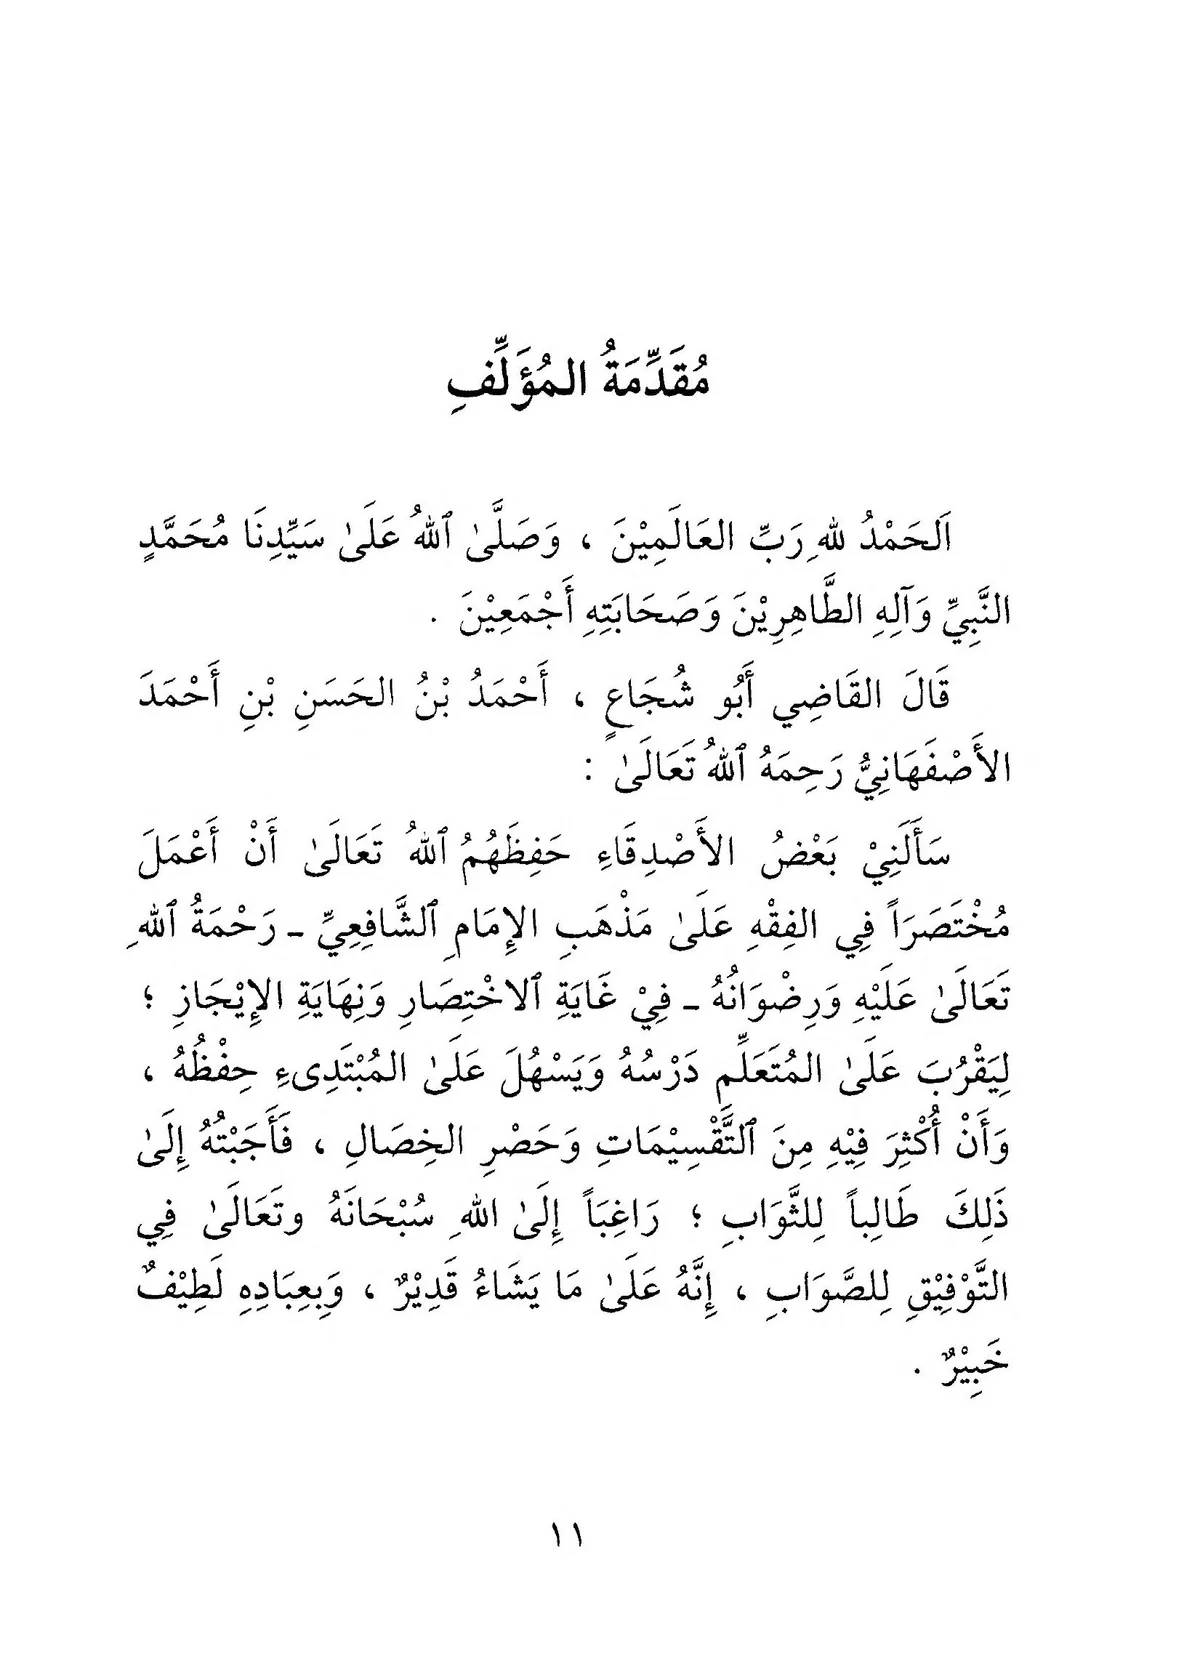 مُقَدِّمَةُ المُؤَلِّفِ
اَلحَمْدُ للهِ رَبِّ العَالَمِيْنَ ، وَصَلَّىٰ ٱللهُ عَلَىٰ سَيِّدِنَا مُحَمَّدٍ
النَّبِيِّ وَآلِهِ الطَّاهِرِيْنَ وَصَحَابَتِهِ أَجْمَعِيْنَ .
قَالَ القَاضِي أَبُو شُجَاعٍ ، أَحْمَدُ بْنُ الحَسَنِ بْنِ أَحْمَدَ
الأَصْفَهَانِيُّ رَحِمَهُ ٱللهُ تَعَالَىٰ :
سَأَلَنِيْ بَعْضُ الأَصْدِقَاءِ حَفِظَهُمُ ٱللهُ تَعَالَىٰ أَنْ أَعْمَلَ
مُخْتَصَرَاً فِي الفِقْهِ عَلَىٰ مَذْهَبِ الإِمَامِ ٱلشَّافِعِيِّ ـ رَحْمَةُ ٱللهِ
تَعَالَىٰ عَلَيْهِ وَرِضْوَانُهُ ـ فِيْ غَايَةِ ٱلاخْتِصَارِ وَنِهَايَةِ الإِيْجَازِ ؛
لِيَقْرُبَ عَلَىٰ المُتَعَلِّمِ دَرْسُهُ وَيَسْهُلَ عَلَىٰ المُبْتَدِىءِ حِفْظُهُ ،
وَأَنْ أُكْثِرَ فِيْهِ مِنَ ٱلتَّقْسِيْمَاتِ وَحَصْرِ الخِصَالِ ، فَأَجَبْتُهُ إِلَىٰ
ذَلِكَ طَالِباً لِلثَّوَابِ ؛ رَاغِبَاً إِلَىٰ اللهِ سُبْحَانَهُ وتَعَالَىٰ فِي
التَّوْفِيْقِ لِلصَّوَابِ ، إِنَّهُ عَلَىٰ مَا يَشَاءُ قَدِيْرٌ ، وَبِعِبَادِهِ لَطِيْفٌ
خَبِيْرٌ .
١١